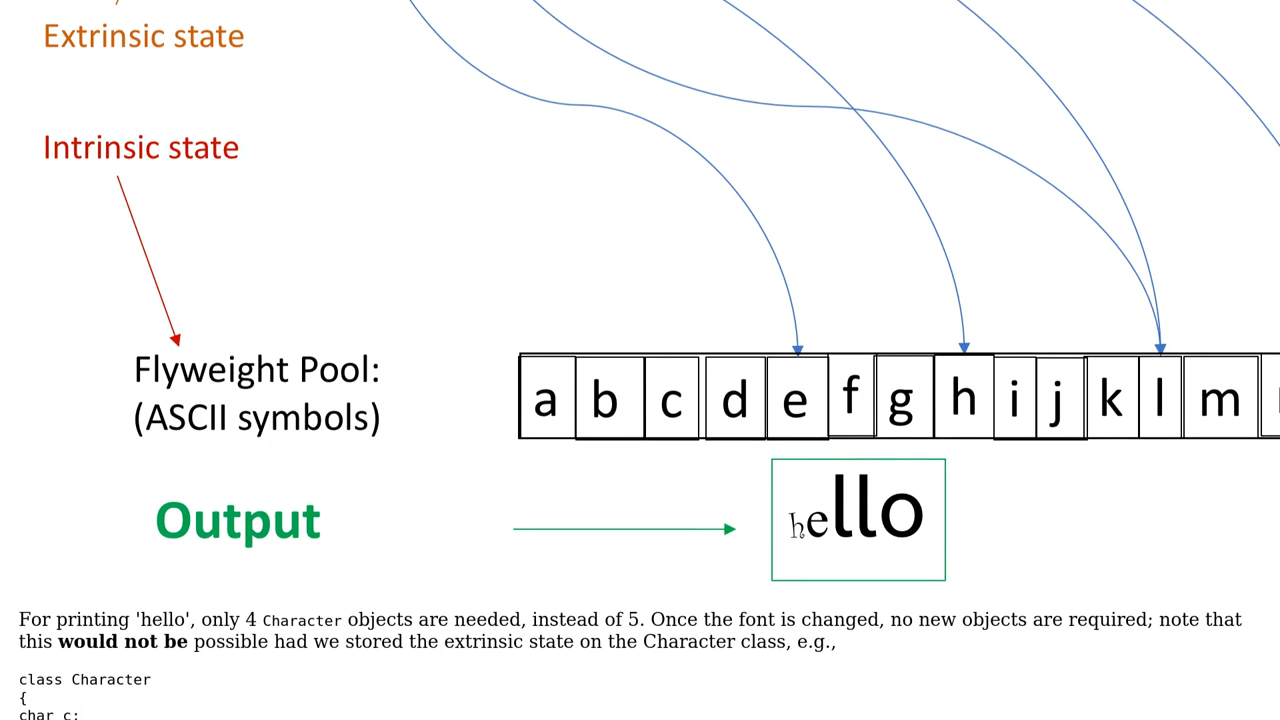 Extrinsic state
Intrinsic state
Flyweight Pool:
(ASCII symbols)
a b c d e f g h i j k l m
Output
hello
For printing 'hello', only 4 Character objects are needed, instead of 5. Once the font is changed, no new objects are required; note that
this would not be possible had we stored the extrinsic state on the Character class, e.g.,
class Character
{
char c;